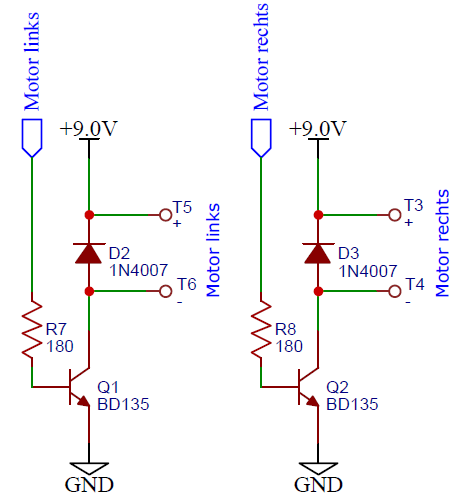 Motor links
+9.0V
T5
+
D2
1N4007
T6
-
Motor links
R7
180
Q1
BD135
GND
Motor rechts
+9.0V
T3
+
D3
1N4007
T4
-
Motor rechts
R8
180
Q2
BD135
GND